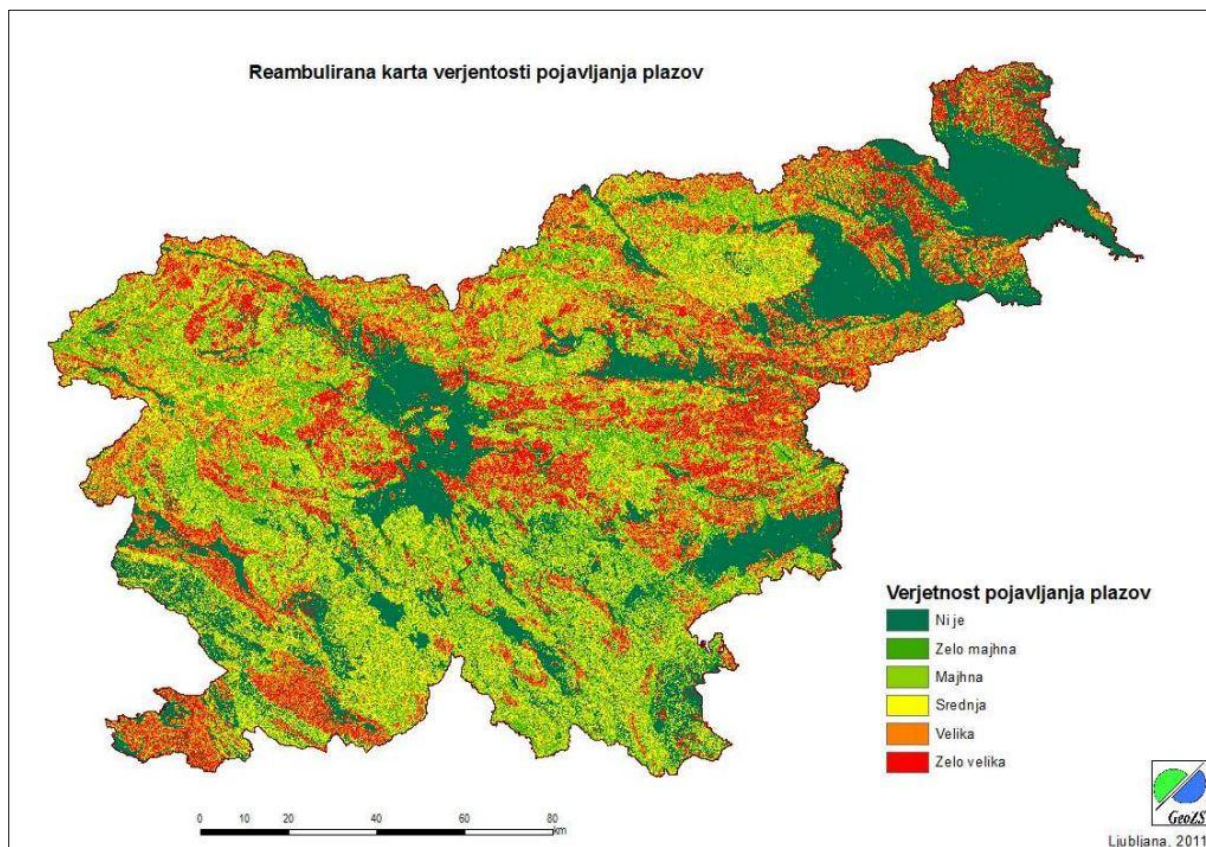 Reambulirana karta verjentosti pojavljanja plazov
Verjetnost pojavljanja plazov
Ni je
Zelo majhna
Majhna
Srednja
Velika
Zelo velika
0 10 20 40 60 80
km
GeoZS
Ljubljana, 2011